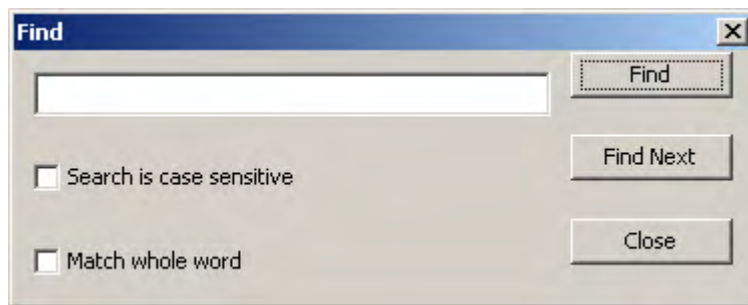 Find
Find
Search is case sensitive
Find Next
Match whole word
Close